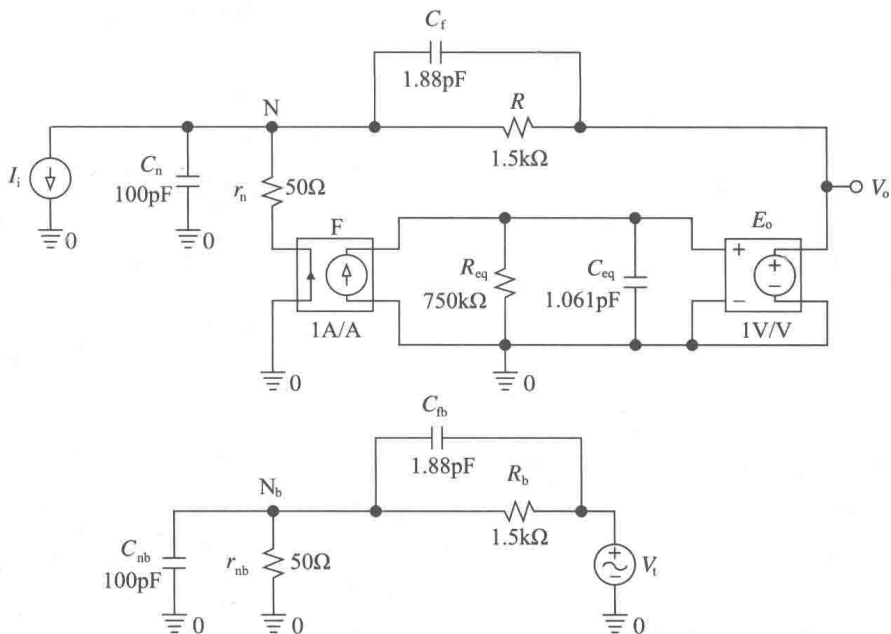 C_f
1.88pF
N
R
1.5kΩ
I_i
C_n
100pF
r_n
50Ω
V_o
F
E_o
R_eq
750kΩ
C_eq
1.061pF
+
−
+
−
1A/A
1V/V
0
0
0
0
C_fb
1.88pF
N_b
R_b
1.5kΩ
C_nb
100pF
r_nb
50Ω
+
−
V_t
0
0
0